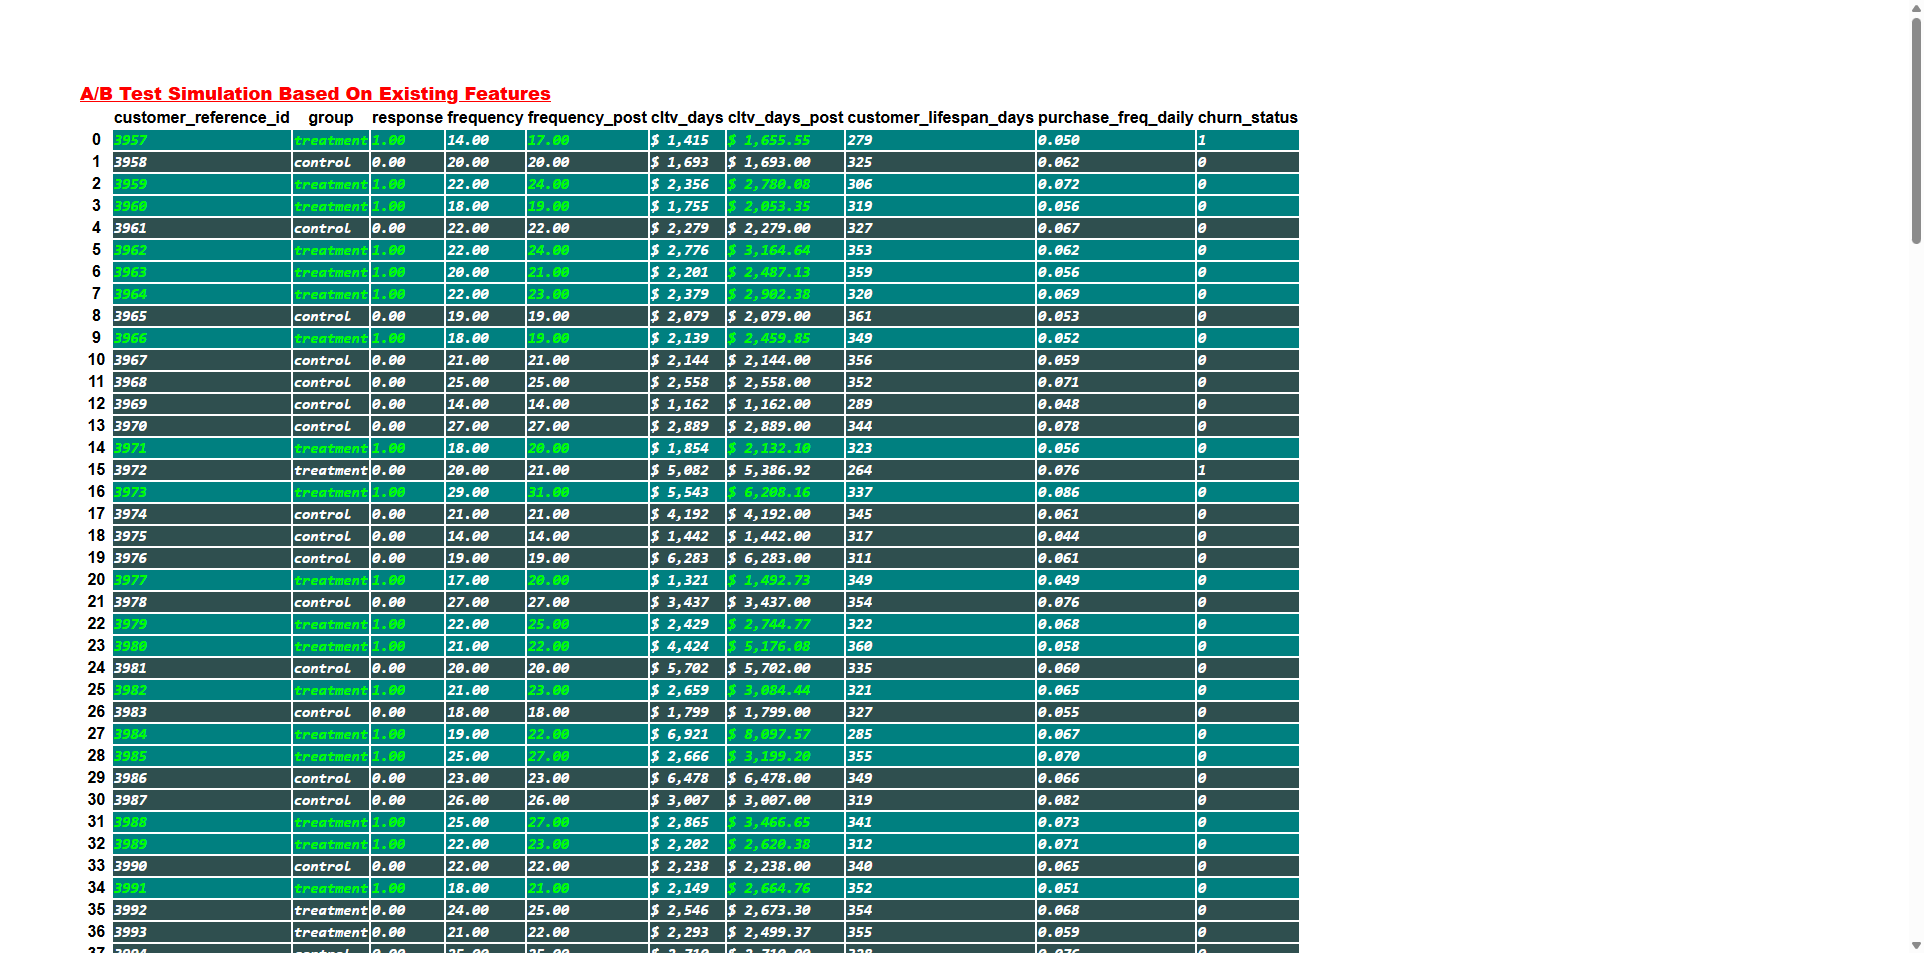 A/B Test Simulation Based On Existing Features
customer_reference_id group response frequency frequency_post cltv_days cltv_days_post customer_lifespan_days purchase_freq_daily churn_status
0 3957 treatment 1.00 14.00 17.00 $ 1,415 $ 1,655.55 279 0.050 1
1 3958 control 0.00 20.00 20.00 $ 1,693 $ 1,693.00 325 0.062 0
2 3959 treatment 1.00 22.00 24.00 $ 2,356 $ 2,780.08 306 0.072 0
3 3960 treatment 1.00 18.00 19.00 $ 1,755 $ 2,053.35 319 0.056 0
4 3961 control 0.00 22.00 22.00 $ 2,279 $ 2,279.00 327 0.067 0
5 3962 treatment 1.00 22.00 24.00 $ 2,776 $ 3,164.64 353 0.062 0
6 3963 treatment 1.00 20.00 21.00 $ 2,201 $ 2,487.13 359 0.056 0
7 3964 treatment 1.00 22.00 23.00 $ 2,379 $ 2,902.38 320 0.069 0
8 3965 control 0.00 19.00 19.00 $ 2,079 $ 2,079.00 361 0.053 0
9 3966 treatment 1.00 18.00 19.00 $ 2,139 $ 2,459.85 349 0.052 0
10 3967 control 0.00 21.00 21.00 $ 2,144 $ 2,144.00 356 0.059 0
11 3968 control 0.00 25.00 25.00 $ 2,558 $ 2,558.00 352 0.071 0
12 3969 control 0.00 14.00 14.00 $ 1,162 $ 1,162.00 289 0.048 0
13 3970 control 0.00 27.00 27.00 $ 2,889 $ 2,889.00 344 0.078 0
14 3971 treatment 1.00 18.00 20.00 $ 1,854 $ 2,132.10 323 0.056 0
15 3972 treatment 0.00 20.00 21.00 $ 5,082 $ 5,386.92 264 0.076 1
16 3973 treatment 1.00 29.00 31.00 $ 5,543 $ 6,208.16 337 0.086 0
17 3974 control 0.00 21.00 21.00 $ 4,192 $ 4,192.00 345 0.061 0
18 3975 control 0.00 14.00 14.00 $ 1,442 $ 1,442.00 317 0.044 0
19 3976 control 0.00 19.00 19.00 $ 6,283 $ 6,283.00 311 0.061 0
20 3977 treatment 1.00 17.00 20.00 $ 1,321 $ 1,492.73 349 0.049 0
21 3978 control 0.00 27.00 27.00 $ 3,437 $ 3,437.00 354 0.076 0
22 3979 treatment 1.00 22.00 25.00 $ 2,429 $ 2,744.77 322 0.068 0
23 3980 treatment 1.00 21.00 22.00 $ 4,424 $ 5,176.08 360 0.058 0
24 3981 control 0.00 20.00 20.00 $ 5,702 $ 5,702.00 335 0.060 0
25 3982 treatment 1.00 21.00 23.00 $ 2,659 $ 3,084.44 321 0.065 0
26 3983 control 0.00 18.00 18.00 $ 1,799 $ 1,799.00 327 0.055 0
27 3984 treatment 1.00 19.00 22.00 $ 6,921 $ 8,097.57 285 0.067 0
28 3985 treatment 1.00 25.00 27.00 $ 2,666 $ 3,199.20 355 0.070 0
29 3986 control 0.00 23.00 23.00 $ 6,478 $ 6,478.00 349 0.066 0
30 3987 control 0.00 26.00 26.00 $ 3,007 $ 3,007.00 319 0.082 0
31 3988 treatment 1.00 25.00 27.00 $ 2,865 $ 3,466.65 341 0.073 0
32 3989 treatment 1.00 22.00 23.00 $ 2,202 $ 2,620.38 312 0.071 0
33 3990 control 0.00 22.00 22.00 $ 2,238 $ 2,238.00 340 0.065 0
34 3991 treatment 1.00 18.00 21.00 $ 2,149 $ 2,664.76 352 0.051 0
35 3992 treatment 0.00 24.00 25.00 $ 2,546 $ 2,673.30 354 0.068 0
36 3993 treatment 0.00 21.00 22.00 $ 2,293 $ 2,499.37 355 0.059 0